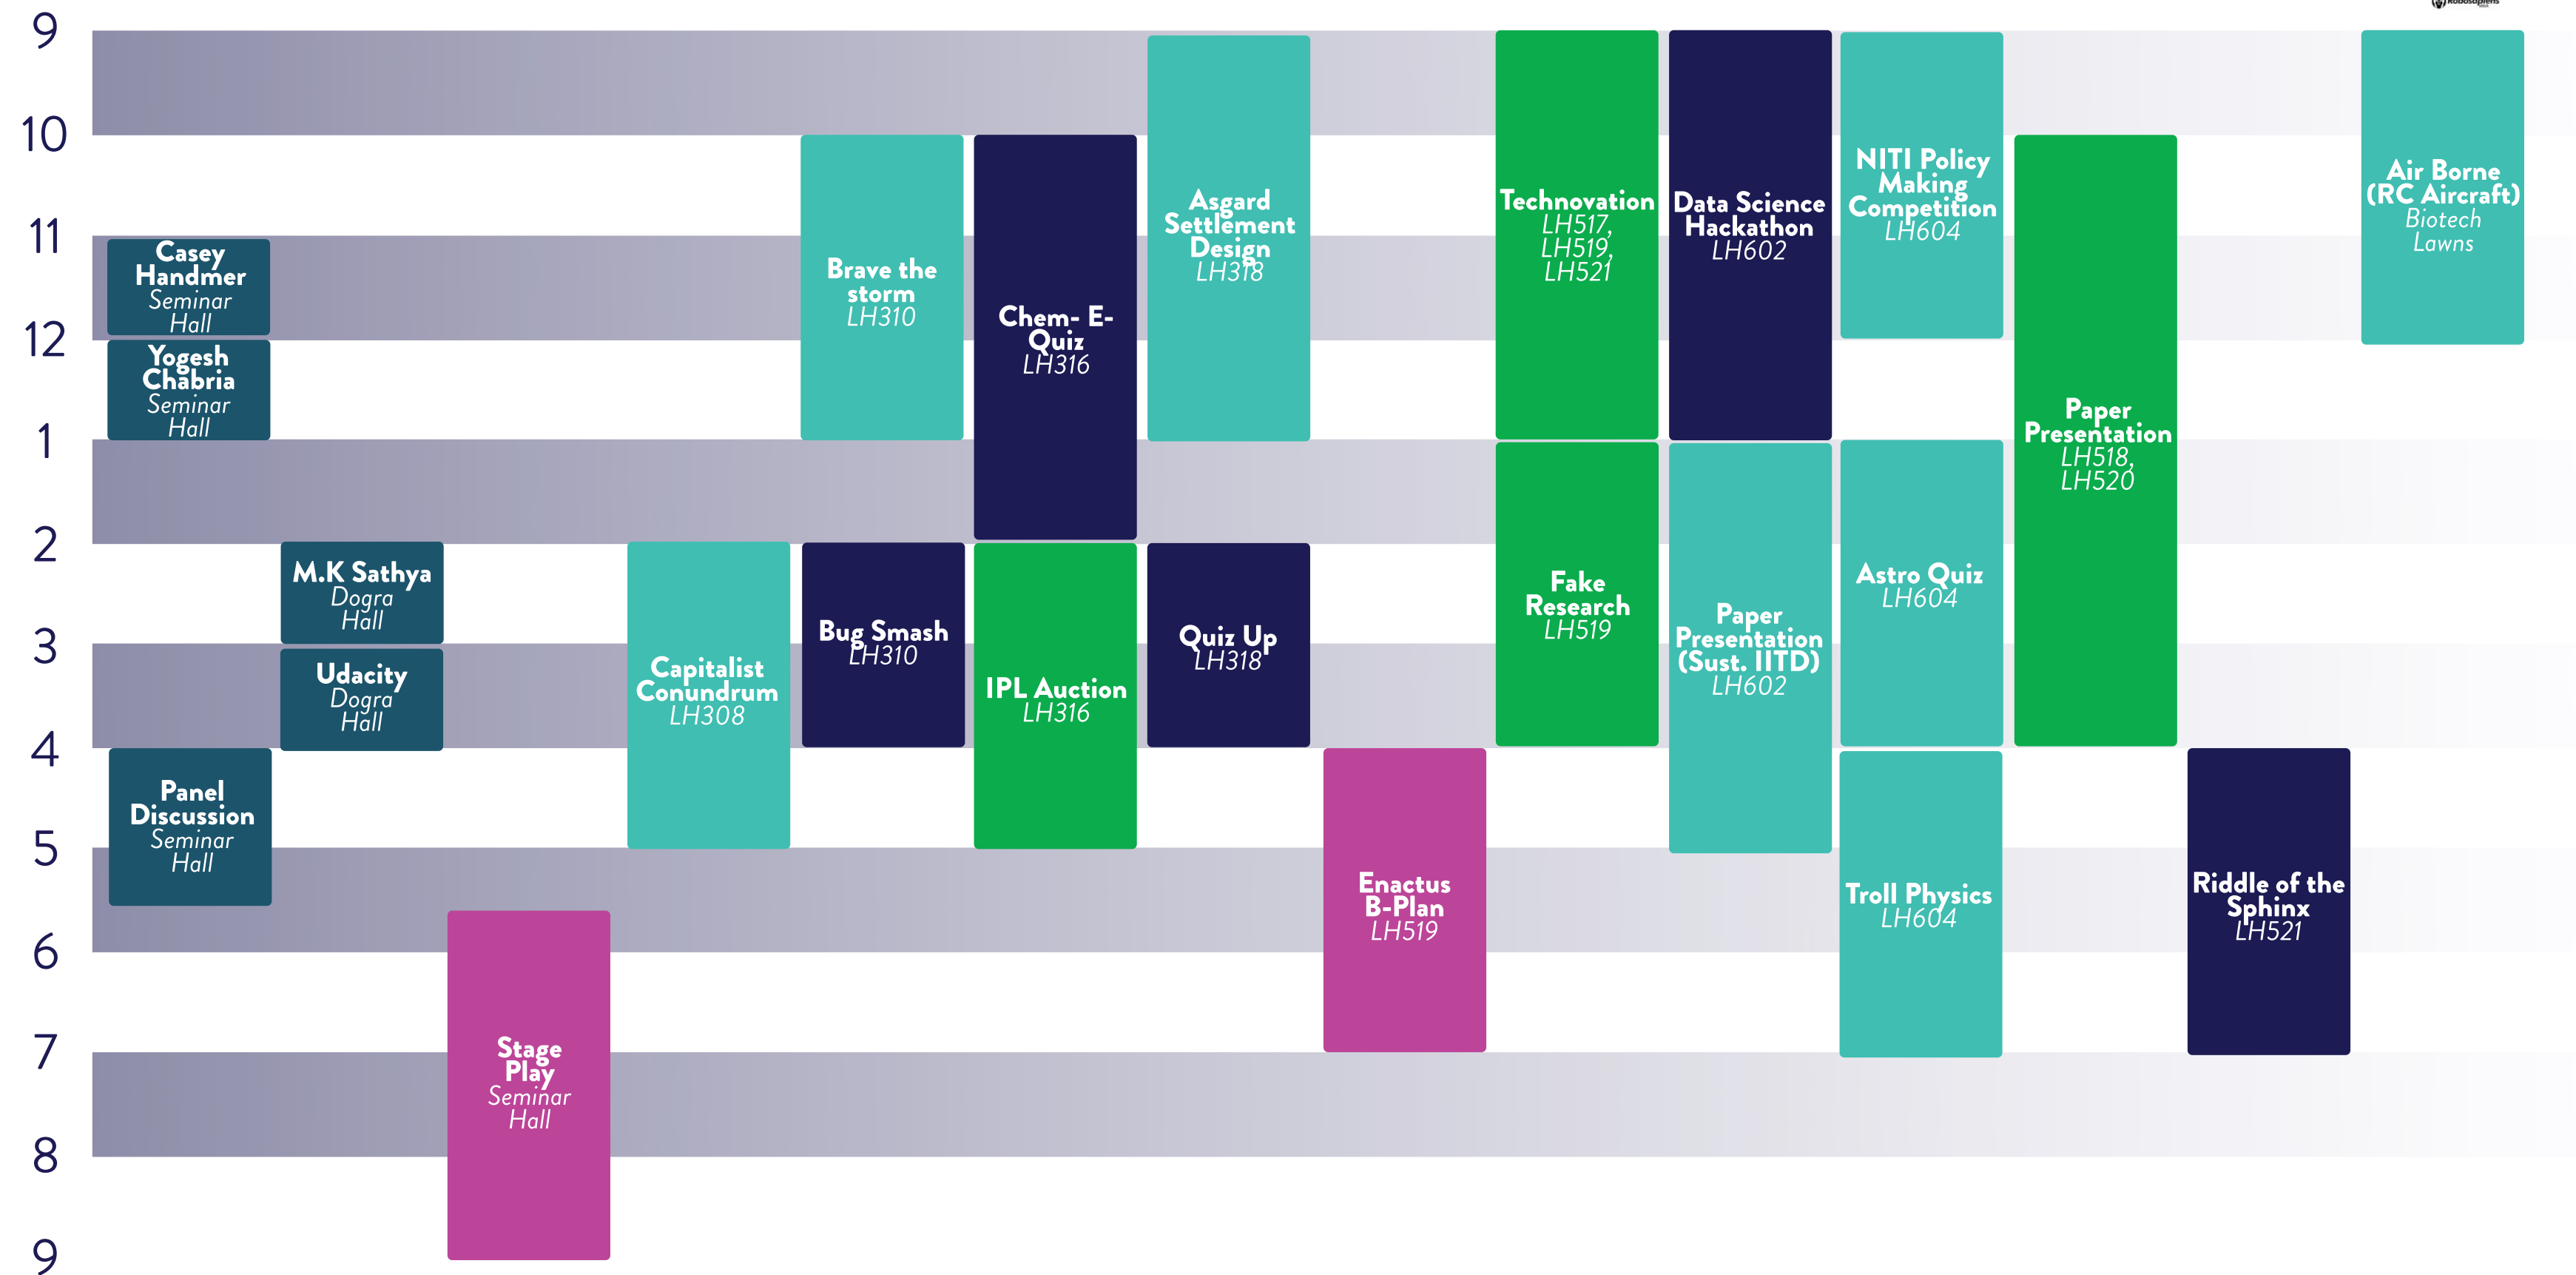 Robosapiens
9
10
11
12
1
2
3
4
5
6
7
8
9
Casey
Handmer
Seminar
Hall
Yogesh
Chabria
Seminar
Hall
Panel
Discussion
Seminar
Hall
M.K Sathya
Dogra
Hall
Udacity
Dogra
Hall
Stage
Play
Seminar
Hall
Capitalist
Conundrum
LH308
Brave the
storm
LH310
Bug Smash
LH310
Chem- E-
Quiz
LH316
IPL Auction
LH316
Asgard
Settlement
Design
LH318
Quiz Up
LH318
Enactus
B-Plan
LH519
Technovation
LH517,
LH519,
LH521
Fake
Research
LH519
Data Science
Hackathon
LH602
Paper
Presentation
(Sust. IITD)
LH602
NITI Policy
Making
Competition
LH604
Astro Quiz
LH604
Troll Physics
LH604
Paper
Presentation
LH518,
LH520
Riddle of the
Sphinx
LH521
Air Borne
(RC Aircraft)
Biotech
Lawns